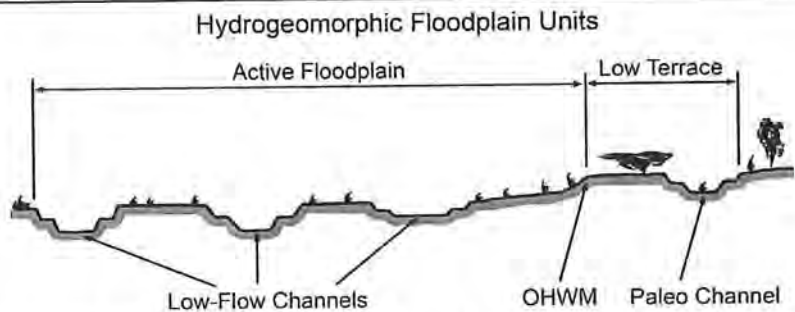 Hydrogeomorphic Floodplain Units
Active Floodplain
Low Terrace
Low-Flow Channels
OHWM
Paleo Channel